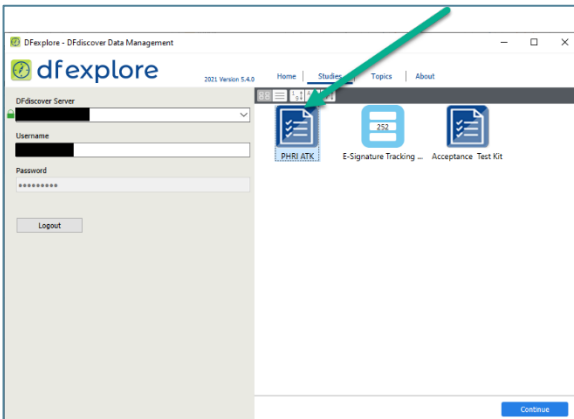 DFexplore - DFdiscover Data Management
dfexplore
2021 Version 5.4.0
Home | Studies | Topics | About
DFdiscover Server
Username
Password
Logout
252
PHRI ATK
E-Signature Tracking ...
Acceptance Test Kit
Continue